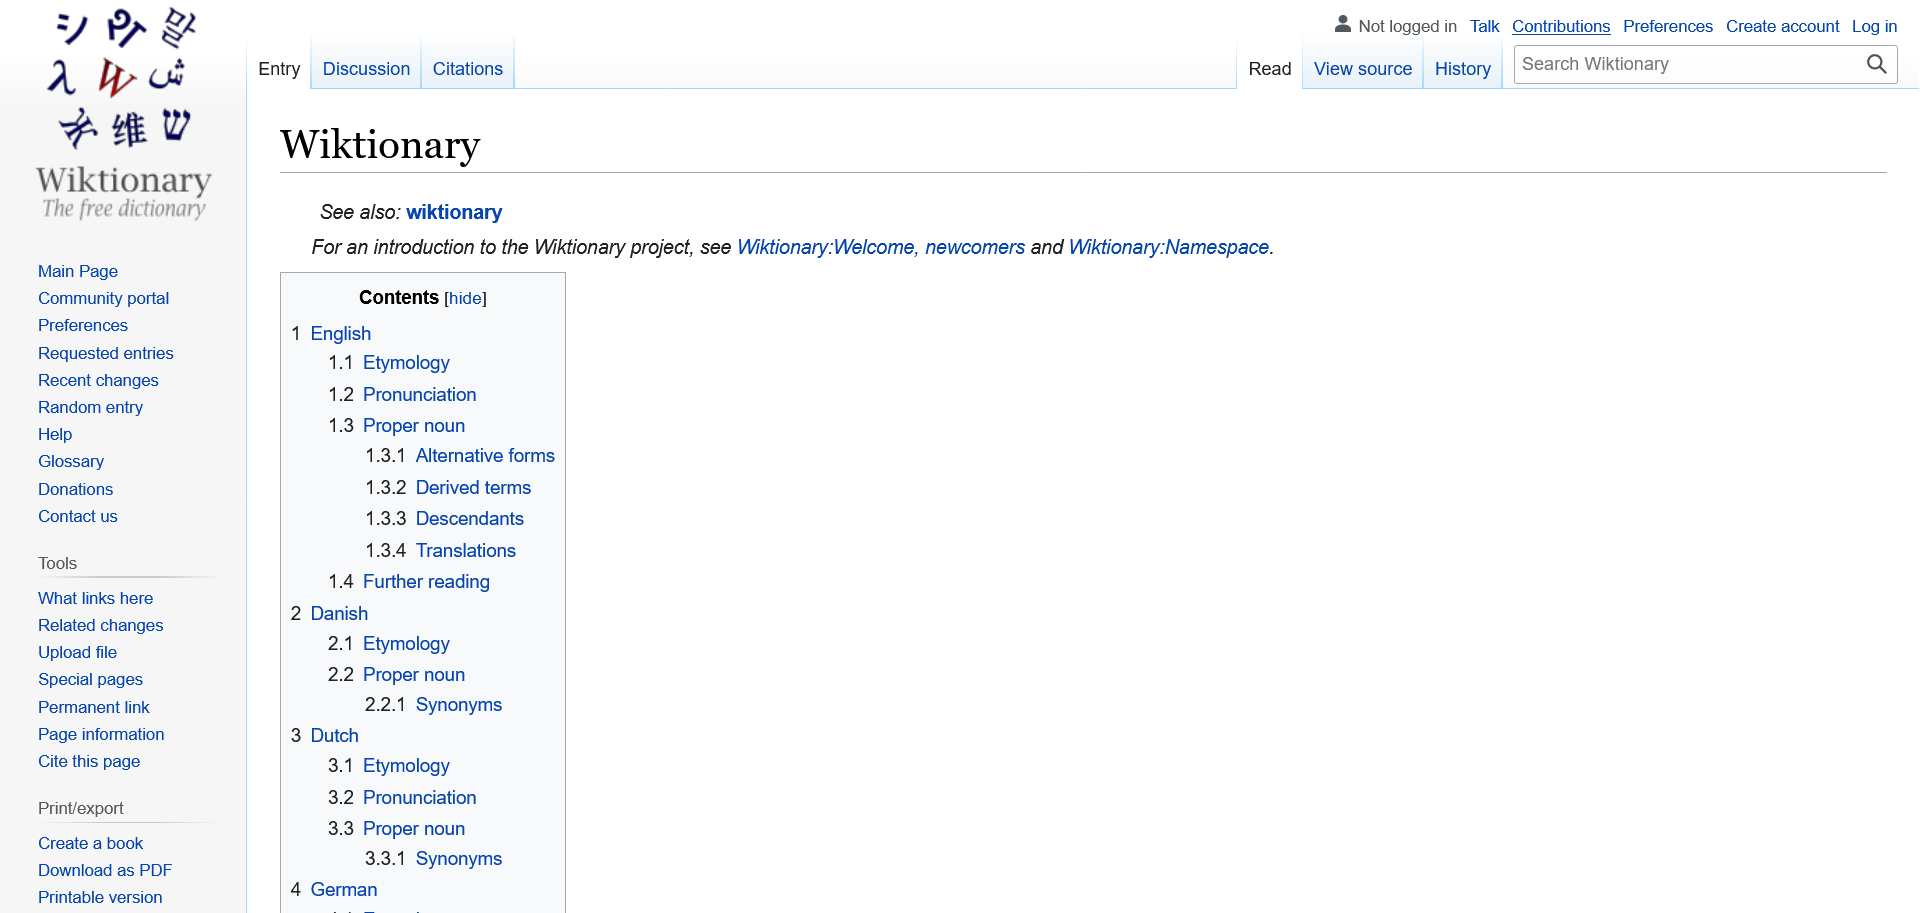 シ や 말
λ W ش
维 ש
Wiktionary
The free dictionary
Not logged in Talk Contributions Preferences Create account Log in
Entry Discussion Citations Read View source History Search Wiktionary
Wiktionary
See also: wiktionary
For an introduction to the Wiktionary project, see Wiktionary:Welcome, newcomers and Wiktionary:Namespace.
Contents [hide]
1 English
1.1 Etymology
1.2 Pronunciation
1.3 Proper noun
1.3.1 Alternative forms
1.3.2 Derived terms
1.3.3 Descendants
1.3.4 Translations
1.4 Further reading
2 Danish
2.1 Etymology
2.2 Proper noun
2.2.1 Synonyms
3 Dutch
3.1 Etymology
3.2 Pronunciation
3.3 Proper noun
3.3.1 Synonyms
4 German
Main Page
Community portal
Preferences
Requested entries
Recent changes
Random entry
Help
Glossary
Donations
Contact us
Tools
What links here
Related changes
Upload file
Special pages
Permanent link
Page information
Cite this page
Print/export
Create a book
Download as PDF
Printable version